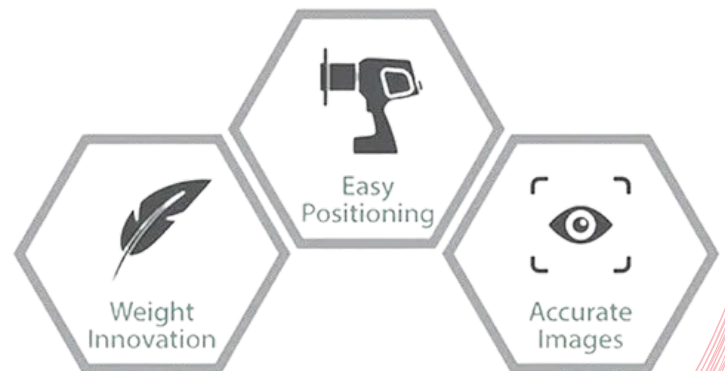 Easy
Positioning
Weight
Innovation
Accurate
Images